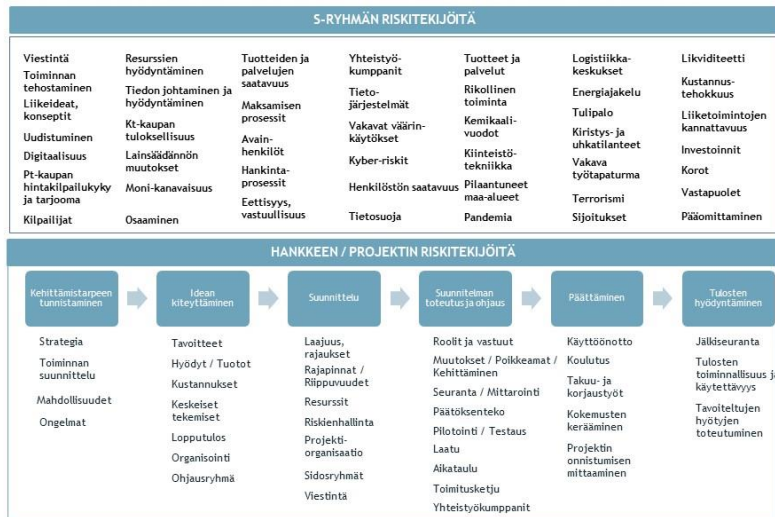 S-RYHMÄN RISKITEKIJÖITÄ
Viestintä
Toiminnan
tehostaminen
Liikeideat,
konseptit
Uudistuminen
Digitaalisuus
Pt-kaupan
hintakilpailukyky
ja tarjooma
Kilpailijat
Resurssien
hyödyntäminen
Tiedon johtaminen ja
hyödyntäminen
Kt-kaupan
tuloksellisuus
Lainsäädännön
muutokset
Moni-kanavaisuus
Osaaminen
Tuotteiden ja
palvelujen
saatavuus
Maksamisen
prosessit
Avain-
henkilöt
Hankinta-
prosessit
Eettisyys,
vastuullisuus
Yhteistyö-
kumppanit
Tieto-
järjestelmät
Vakavat väärin-
käytökset
Kyber-riskit
Henkilöstön saatavuus
Tietosuoja
Tuotteet ja
palvelut
Rikollinen
toiminta
Kemikaali-
vuodot
Kiinteistö-
tekniikka
Pilaantuneet
maa-alueet
Pandemia
Logistiikka-
keskukset
Energiajakelu
Tulipalo
Kiristys- ja
uhkatilanteet
Vakava
työtapaturma
Terrorismi
Sijoitukset
Likviditeetti
Kustannus-
tehokkuus
Liiketoimintojen
kannattavuus
Investoinnit
Korot
Vastapuolet
Pääomittaminen
HANKKEEN / PROJEKTIN RISKITEKIJÖITÄ
Kehittämistarpeen
tunnistaminen
Strategia
Toiminnan
suunnittelu
Mahdollisuudet
Ongelmat
Idean
kiteyttäminen
Tavoitteet
Hyödyt / Tuotot
Kustannukset
Keskeiset
tekemiset
Lopputulos
Organisointi
Ohjausryhmä
Suunnittelu
Laajuus,
rajaukset
Rajapinnat /
Riippuvuudet
Resurssit
Riskienhallinta
Projekti-
organisaatio
Sidosryhmät
Viestintä
Suunnitelman
toteutus ja ohjaus
Roolit ja vastuut
Muutokset / Poikkeamat /
Kehittäminen
Seuranta / Mittarointi
Päätöksenteko
Pilotointi / Testaus
Laatu
Aikataulu
Toimitusketju
Yhteistyökumppanit
Päättäminen
Käyttöönotto
Koulutus
Takuu- ja
korjaustyöt
Kokemusten
kerääminen
Projektin
onnistumisen
mittaaminen
Tulosten
hyödyntäminen
Jälkiseuranta
Tulosten
toiminnallisuus ja
käytettävyys
Tavoiteltujen
hyötyjen
toteutuminen